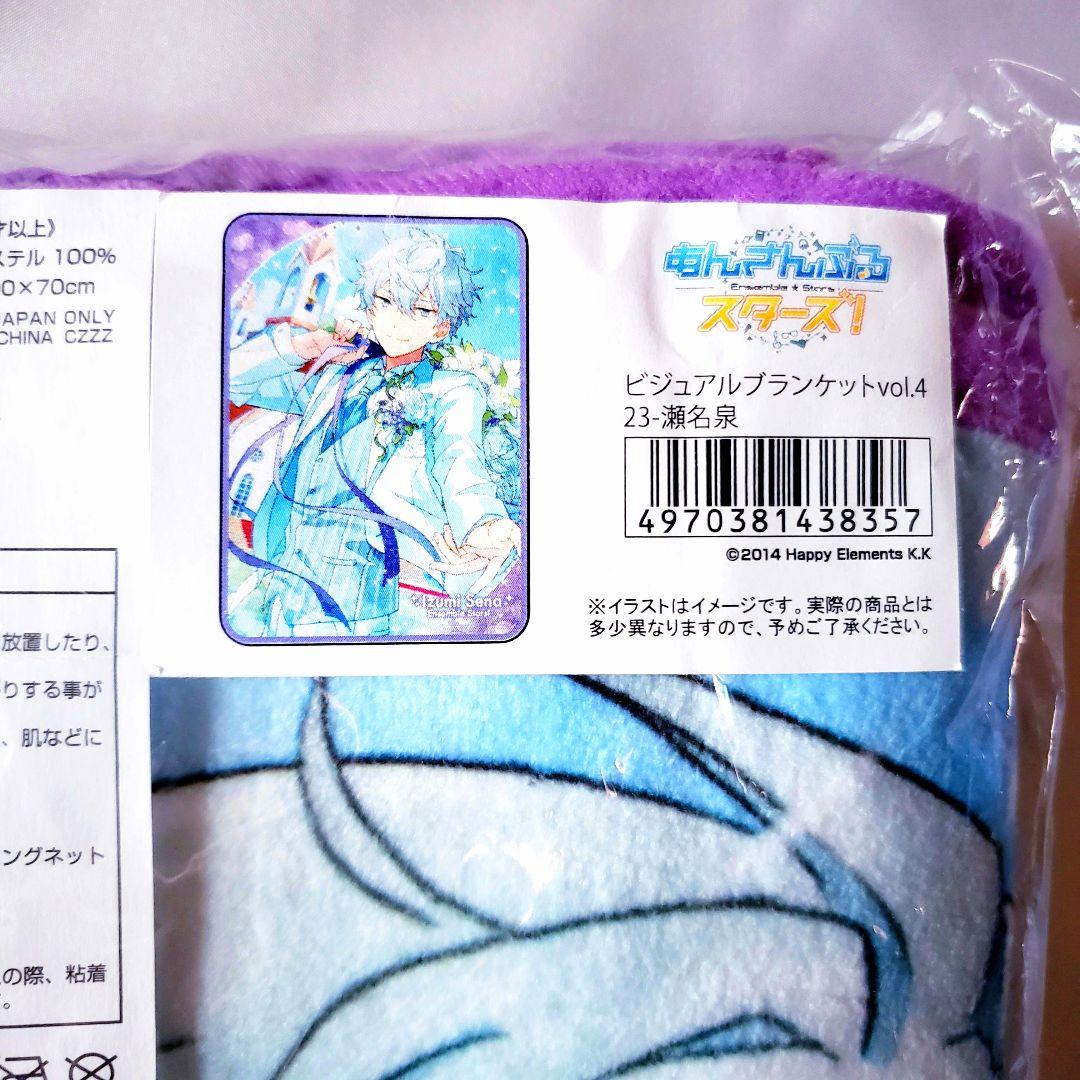 才以上》
ステル 100%
0×70cm
JAPAN ONLY
CHINA CZZZ
放置したり、
りする事が
、肌などに
ングネット
の際、粘着
。
Izumi Sena
Ensemble Stars!
あんさんぶる
Ensemble ★ Stars
スターズ!
ビジュアルブランケットvol.4
23-瀬名泉
4970381438357
©2014 Happy Elements K.K
※イラストはイメージです。実際の商品とは
多少異なりますので、予めご了承ください。